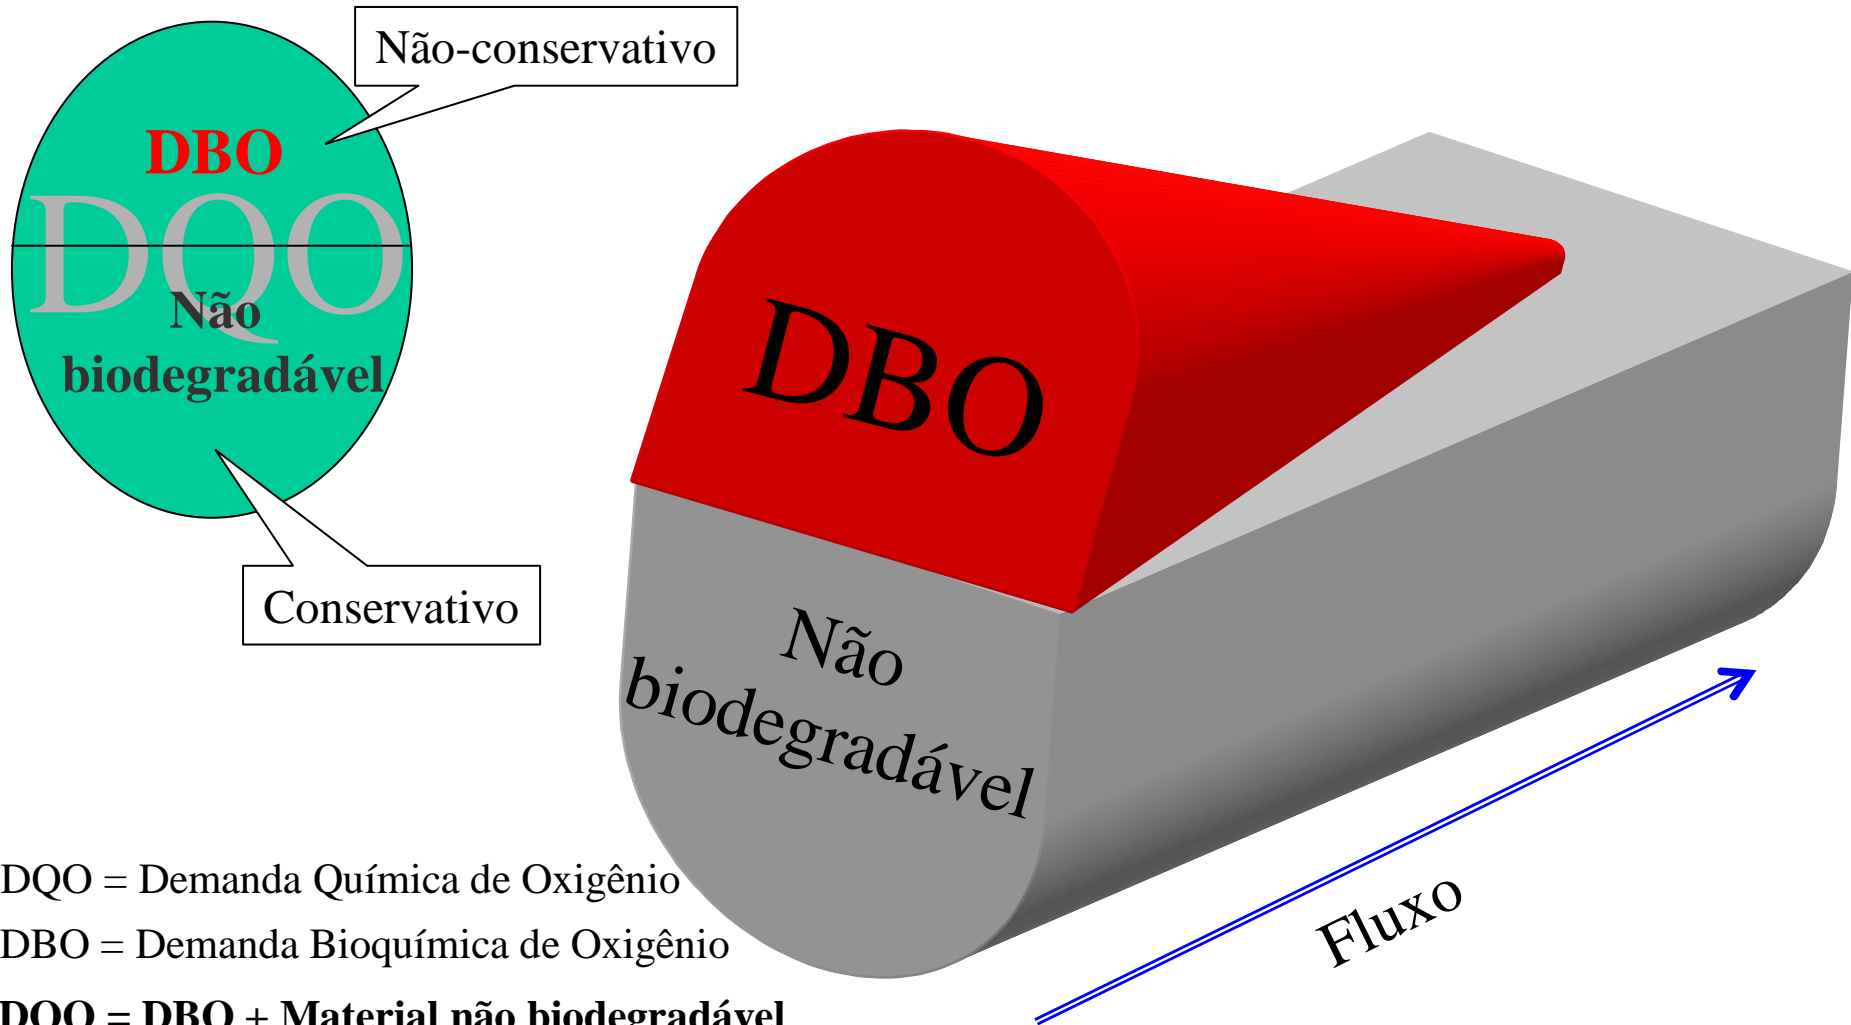 Não-conservativo
DBO
DQO
Não
biodegradável
Conservativo
DBO
Não
biodegradável
Fluxo
DQO = Demanda Química de Oxigênio
DBO = Demanda Bioquímica de Oxigênio
DQO = DBO + Material não biodegradável